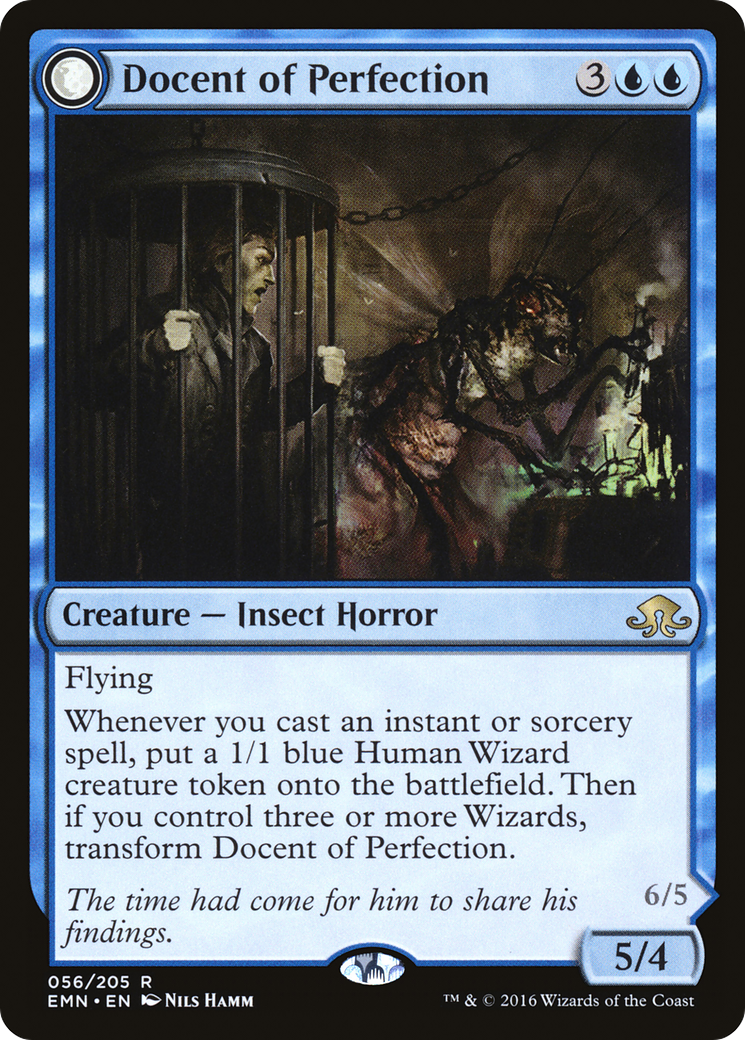 Docent of Perfection 3
Creature — Insect Horror
Flying
Whenever you cast an instant or sorcery
spell, put a 1/1 blue Human Wizard
creature token onto the battlefield. Then
if you control three or more Wizards,
transform Docent of Perfection.
The time had come for him to share his
findings.
6/5
5/4
056/205 R
EMN • EN Nils Hamm
™ & © 2016 Wizards of the Coast